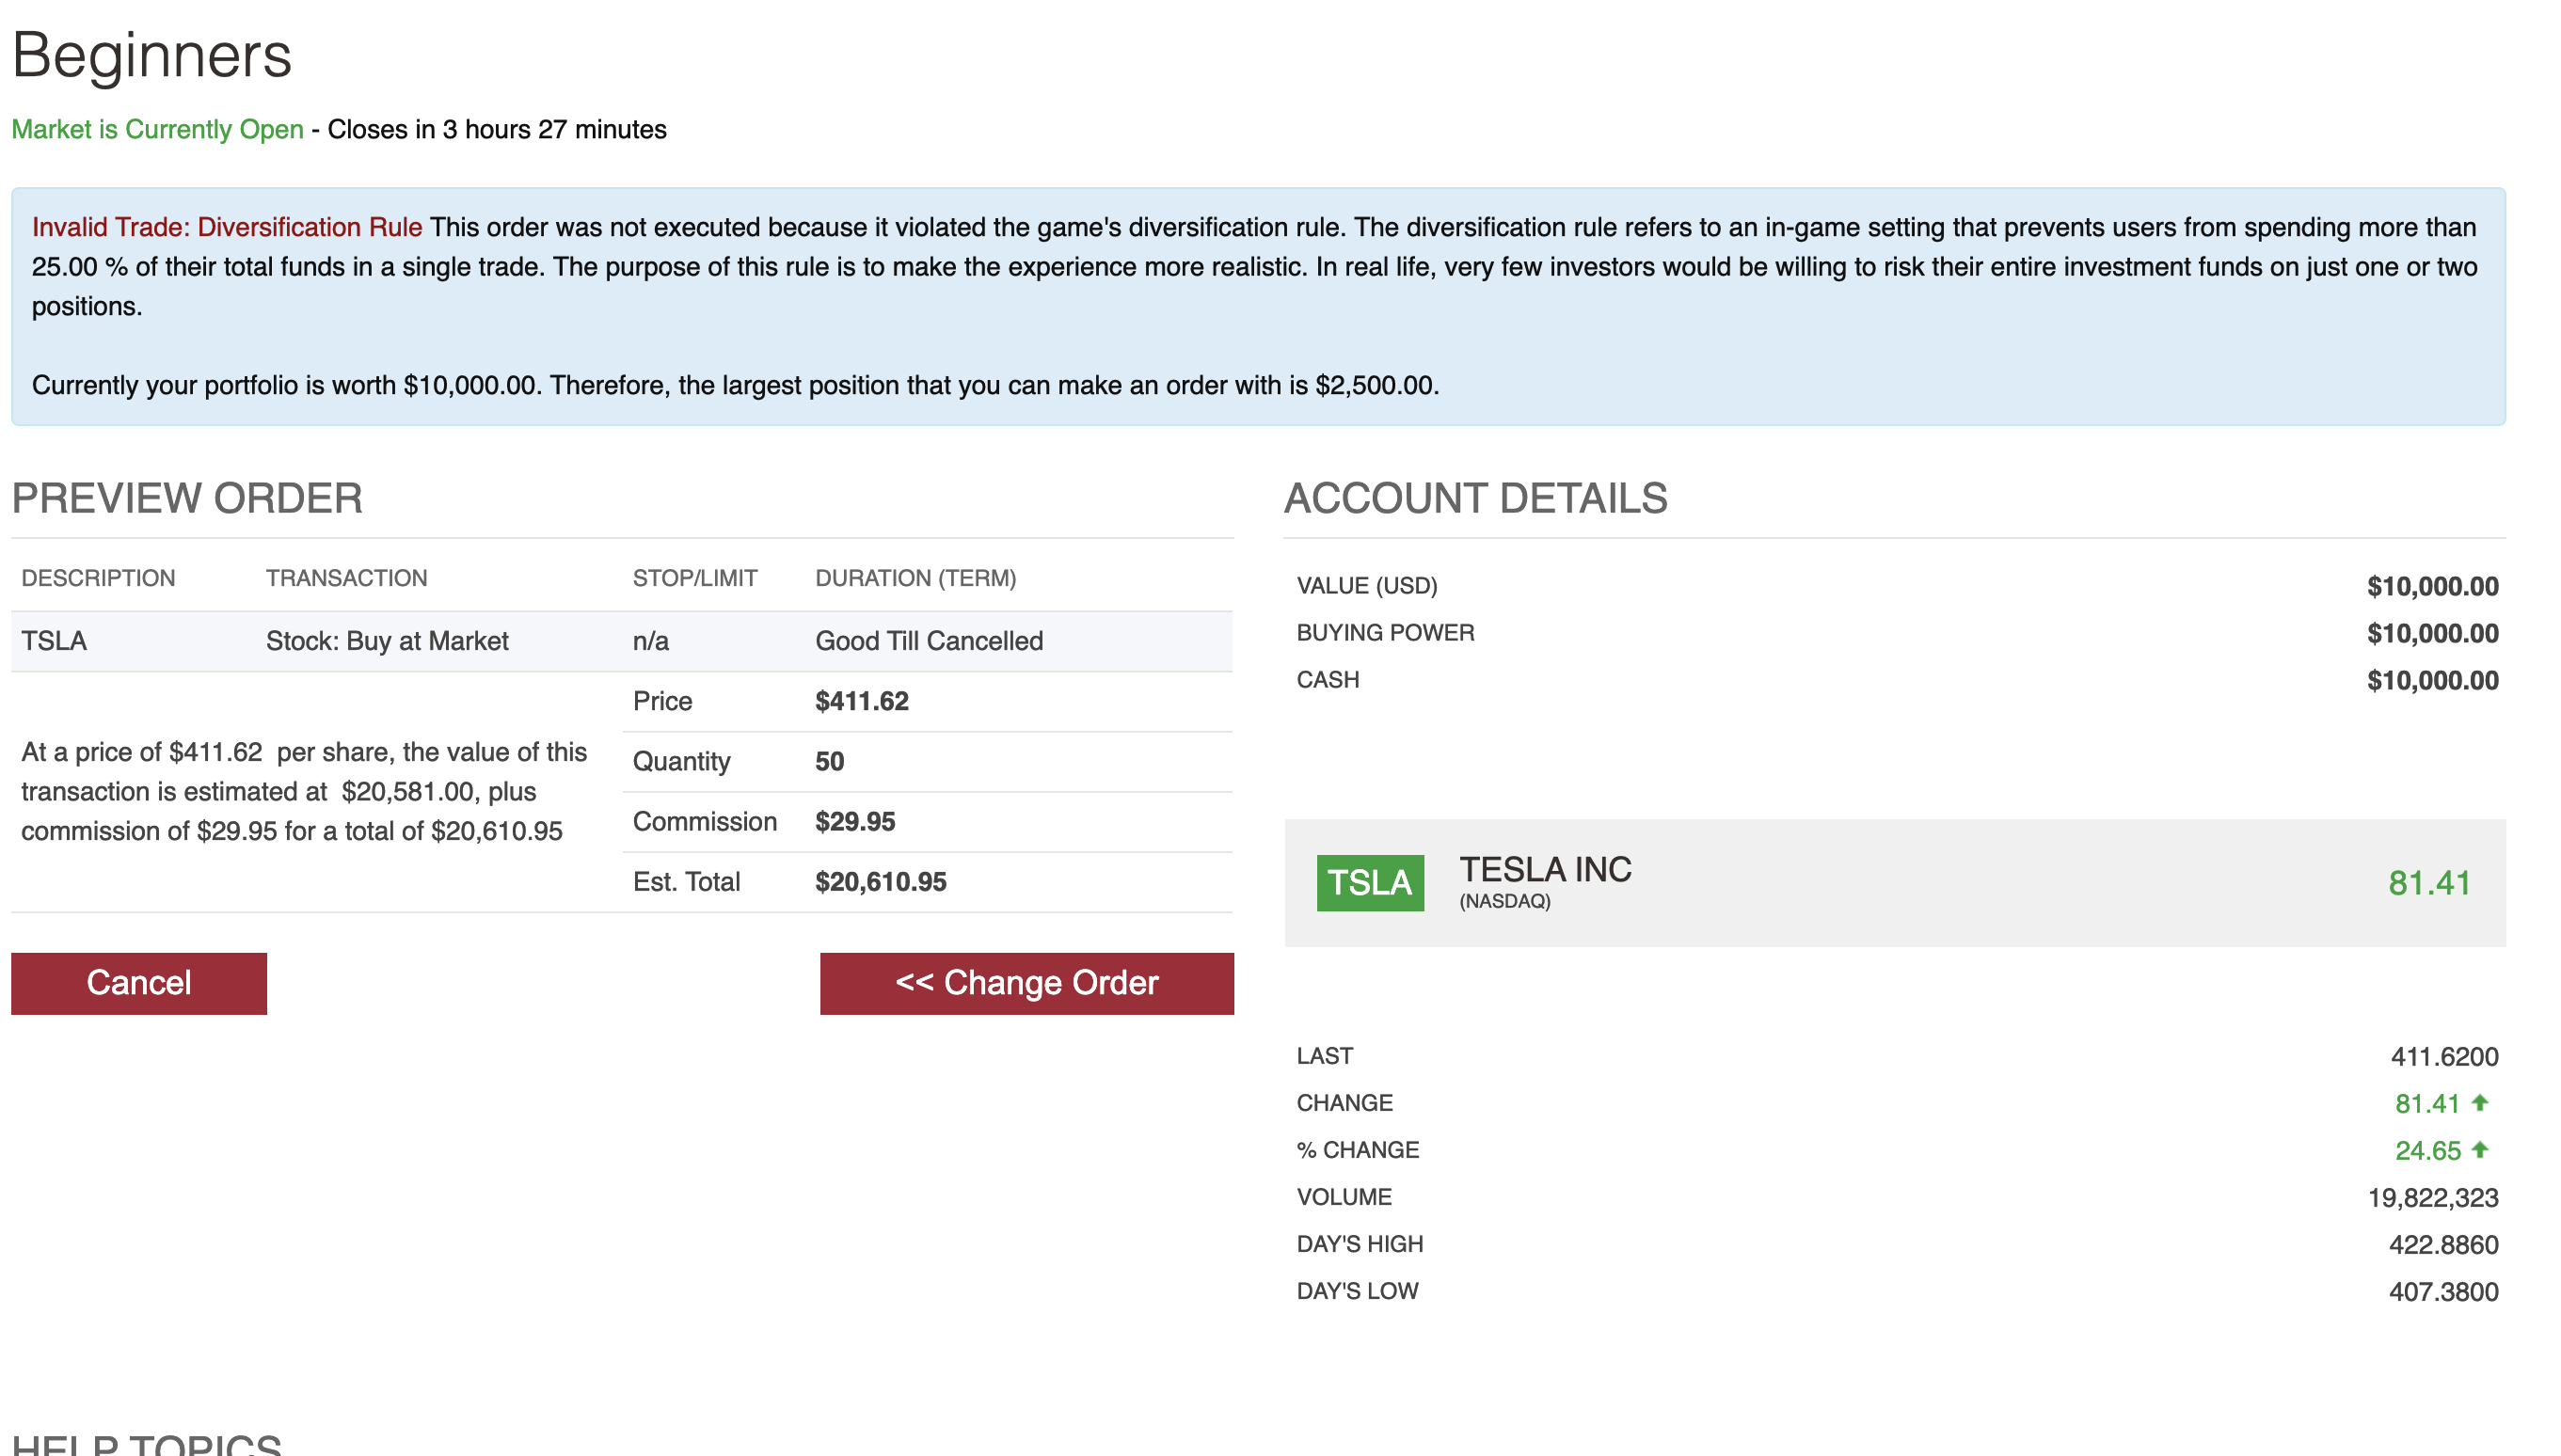 Beginners
Market is Currently Open - Closes in 3 hours 27 minutes
Invalid Trade: Diversification Rule This order was not executed because it violated the game's diversification rule. The diversification rule refers to an in-game setting that prevents users from spending more than
25.00 % of their total funds in a single trade. The purpose of this rule is to make the experience more realistic. In real life, very few investors would be willing to risk their entire investment funds on just one or two
positions.
Currently your portfolio is worth $10,000.00. Therefore, the largest position that you can make an order with is $2,500.00.
PREVIEW ORDER
DESCRIPTION TRANSACTION STOP/LIMIT DURATION (TERM)
TSLA Stock: Buy at Market n/a Good Till Cancelled
At a price of $411.62  per share, the value of this
transaction is estimated at  $20,581.00, plus
commission of $29.95 for a total of $20,610.95
Price $411.62
Quantity 50
Commission $29.95
Est. Total $20,610.95
Cancel
<< Change Order
ACCOUNT DETAILS
VALUE (USD) $10,000.00
BUYING POWER $10,000.00
CASH $10,000.00
TSLA TESLA INC 81.41
(NASDAQ)
LAST 411.6200
CHANGE 81.41
% CHANGE 24.65
VOLUME 19,822,323
DAY'S HIGH 422.8860
DAY'S LOW 407.3800
HELP TOPICS